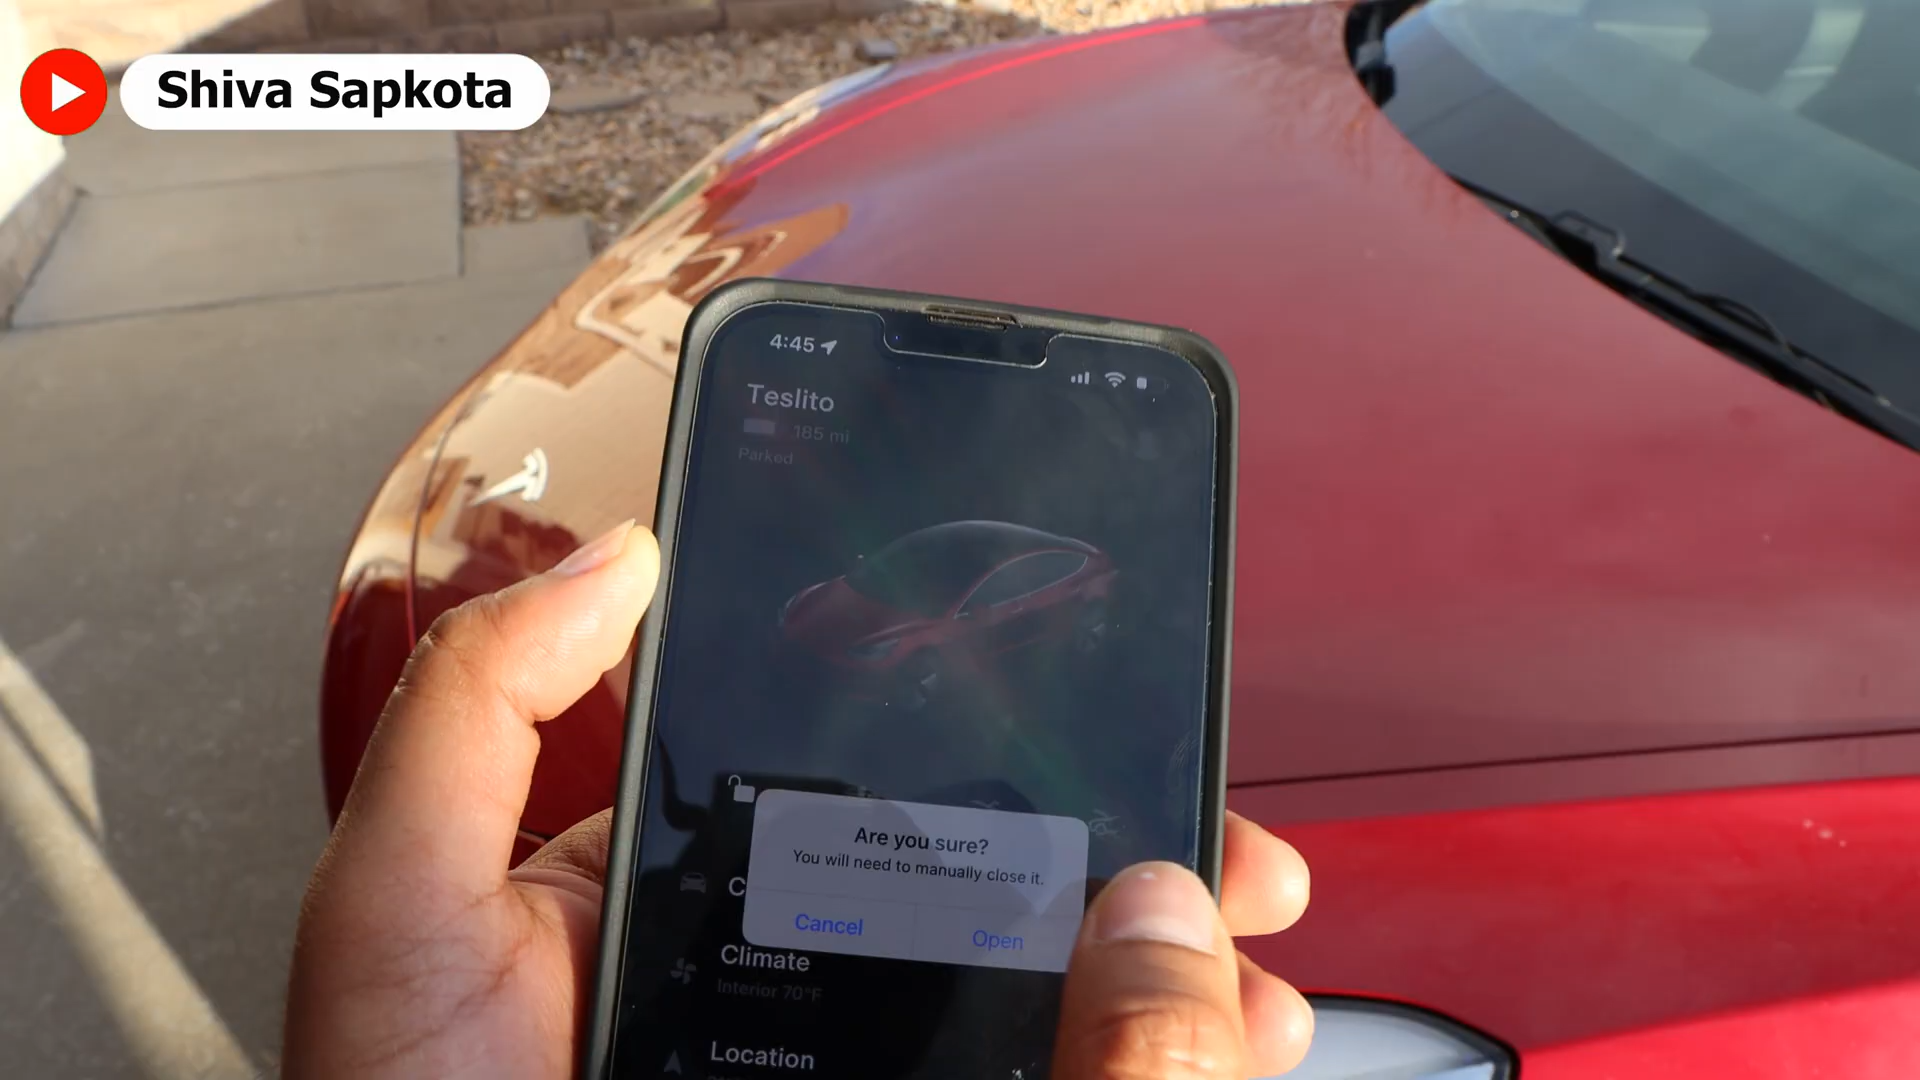 Shiva Sapkota
4:45
Teslito
185 mi
Parked
Are you sure?
You will need to manually close it.
C
Cancel
Open
Climate
Interior 70°F
Location